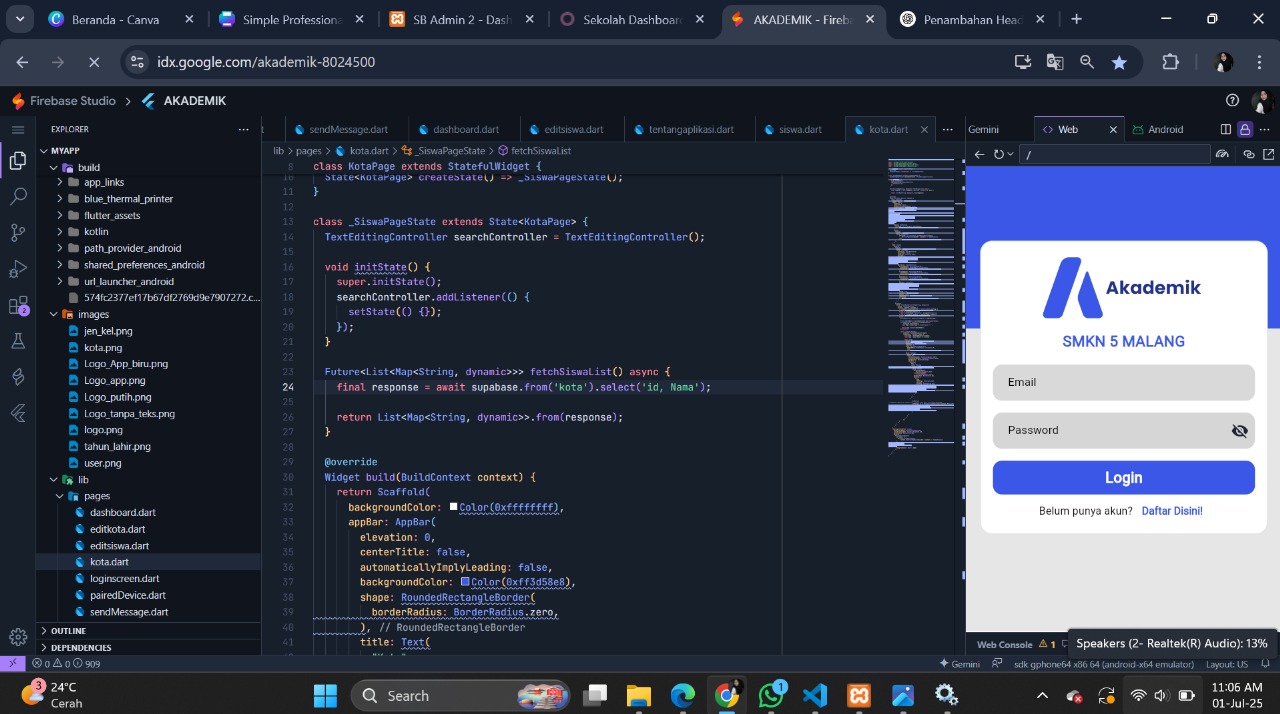 Beranda - Canva
Simple Professiona
SB Admin 2 - Dash
Sekolah Dashboard
AKADEMIK - Fireba
Penambahan Head
idx.google.com/akademik-8024500
Firebase Studio > AKADEMIK
EXPLORER
MYAPP
build
app_links
blue_thermal_printer
flutter_assets
kotlin
path_provider_android
shared_preferences_android
url_launcher_android
574fc2377ef17b67df2769d9e7907272.c...
images
jen_kel.png
kota.png
Logo_App_biru.png
Logo_app.png
Logo_putih.png
Logo_tanpa_teks.png
logo.png
tahun_lahir.png
user.png
lib
pages
dashboard.dart
editkota.dart
editsiswa.dart
kota.dart
loginscreen.dart
pairedDevice.dart
sendMessage.dart
OUTLINE
DEPENDENCIES
t sendMessage.dart dashboard.dart editsiswa.dart tentangaplikasi.dart siswa.dart kota.dart
lib > pages > kota.dart > _SiswaPageState > fetchSiswaList
8 class KotaPage extends StatefulWidget {
State<KotaPage> createState() => _SiswaPageState();
11 }
12
13 class _SiswaPageState extends State<KotaPage> {
14 TextEditingController searchController = TextEditingController();
15
16 void initState() {
17 super.initState();
18 searchController.addListener(() {
19 setState(() {});
20 });
21 }
22
23 Future<List<Map<String, dynamic>>> fetchSiswaList() async {
24 final response = await supabase.from('kota').select('id, Nama');
25
26 return List<Map<String, dynamic>>.from(response);
27 }
28
29 @override
30 Widget build(BuildContext context) {
31 return Scaffold(
32 backgroundColor: Color(0xffffffff),
33 appBar: AppBar(
34 elevation: 0,
35 centerTitle: false,
36 automaticallyImplyLeading: false,
37 backgroundColor: Color(0xff3d58e8),
38 shape: RoundedRectangleBorder(
39 borderRadius: BorderRadius.zero,
40 ), // RoundedRectangleBorder
41 title: Text(
Gemini Web Android
/
Akademik
SMKN 5 MALANG
Email
Password
Login
Belum punya akun? Daftar Disini!
Web Console 1
Speakers (2- Realtek(R) Audio): 13%
0 0 909
Gemini sdk gphone64 x86 64 (android-x64 emulator) Layout: US
3
24°C
Cerah
Search
1
11:06 AM
01-Jul-25
2